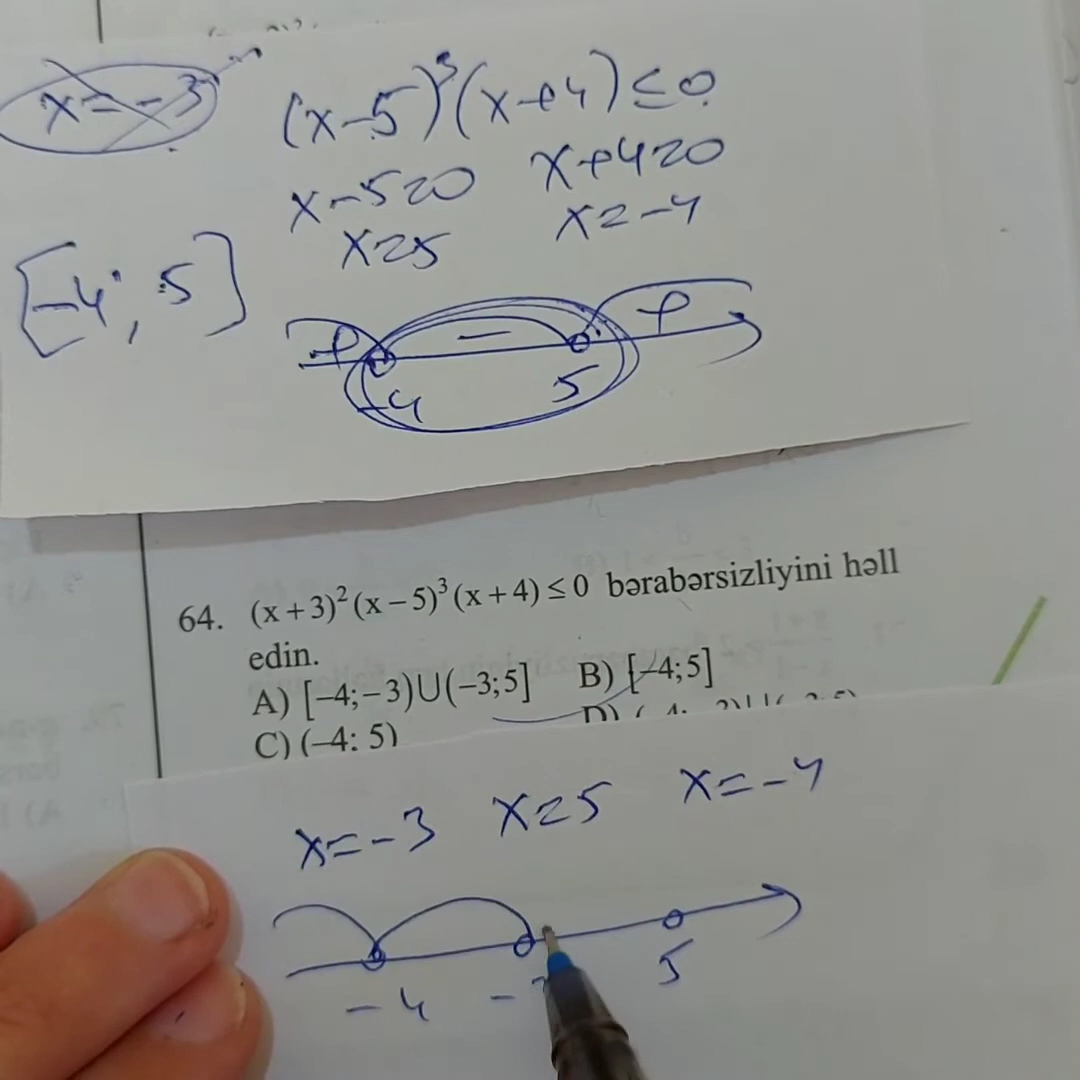 x=-3
(x-5)³(x+4)≤0
x-5=0 x+4=0
x=5 x=-4
[-4; 5]
+ - +
-4 5
64. (x+3)²(x-5)³(x+4)≤0 bərabərsizliyini həll
edin.
A) [-4;-3)∪(-3;5] B) [-4;5]
C) (-4; 5)
x=-3 x=5 x=-4
-4 5